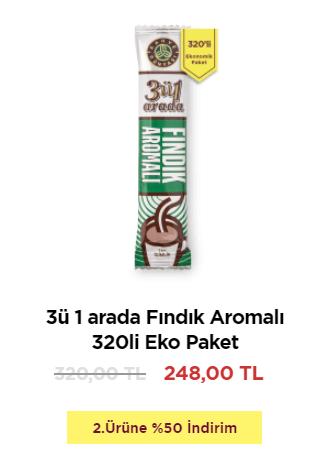 320'li
Ekonomik
Paket
3ü1
arada
FINDIK
AROMALI
3ü 1 arada Fındık Aromalı
320li Eko Paket
320,00 TL 248,00 TL
2.Ürüne %50 İndirim